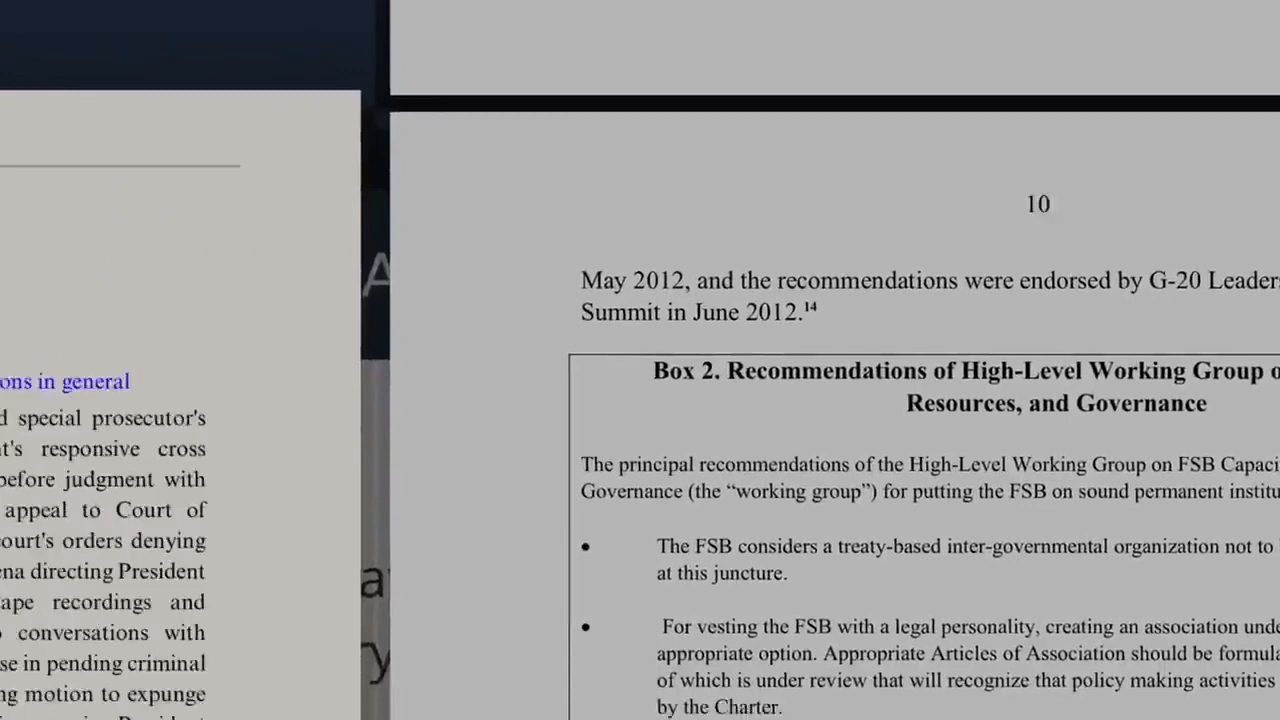 ons in general
special prosecutor's
responsive cross
before judgment with
appeal to Court of
court's orders denying
directing President
recordings and
conversations with
in pending criminal
motion to expunge
President
10
May 2012, and the recommendations were endorsed by G-20 Leaders
Summit in June 2012.¹⁴
Box 2. Recommendations of High-Level Working Group o
Resources, and Governance
The principal recommendations of the High-Level Working Group on FSB Capaci
Governance (the “working group”) for putting the FSB on sound permanent institu
• The FSB considers a treaty-based inter-governmental organization not to
at this juncture.
• For vesting the FSB with a legal personality, creating an association unde
appropriate option. Appropriate Articles of Association should be formula
of which is under review that will recognize that policy making activities
by the Charter.